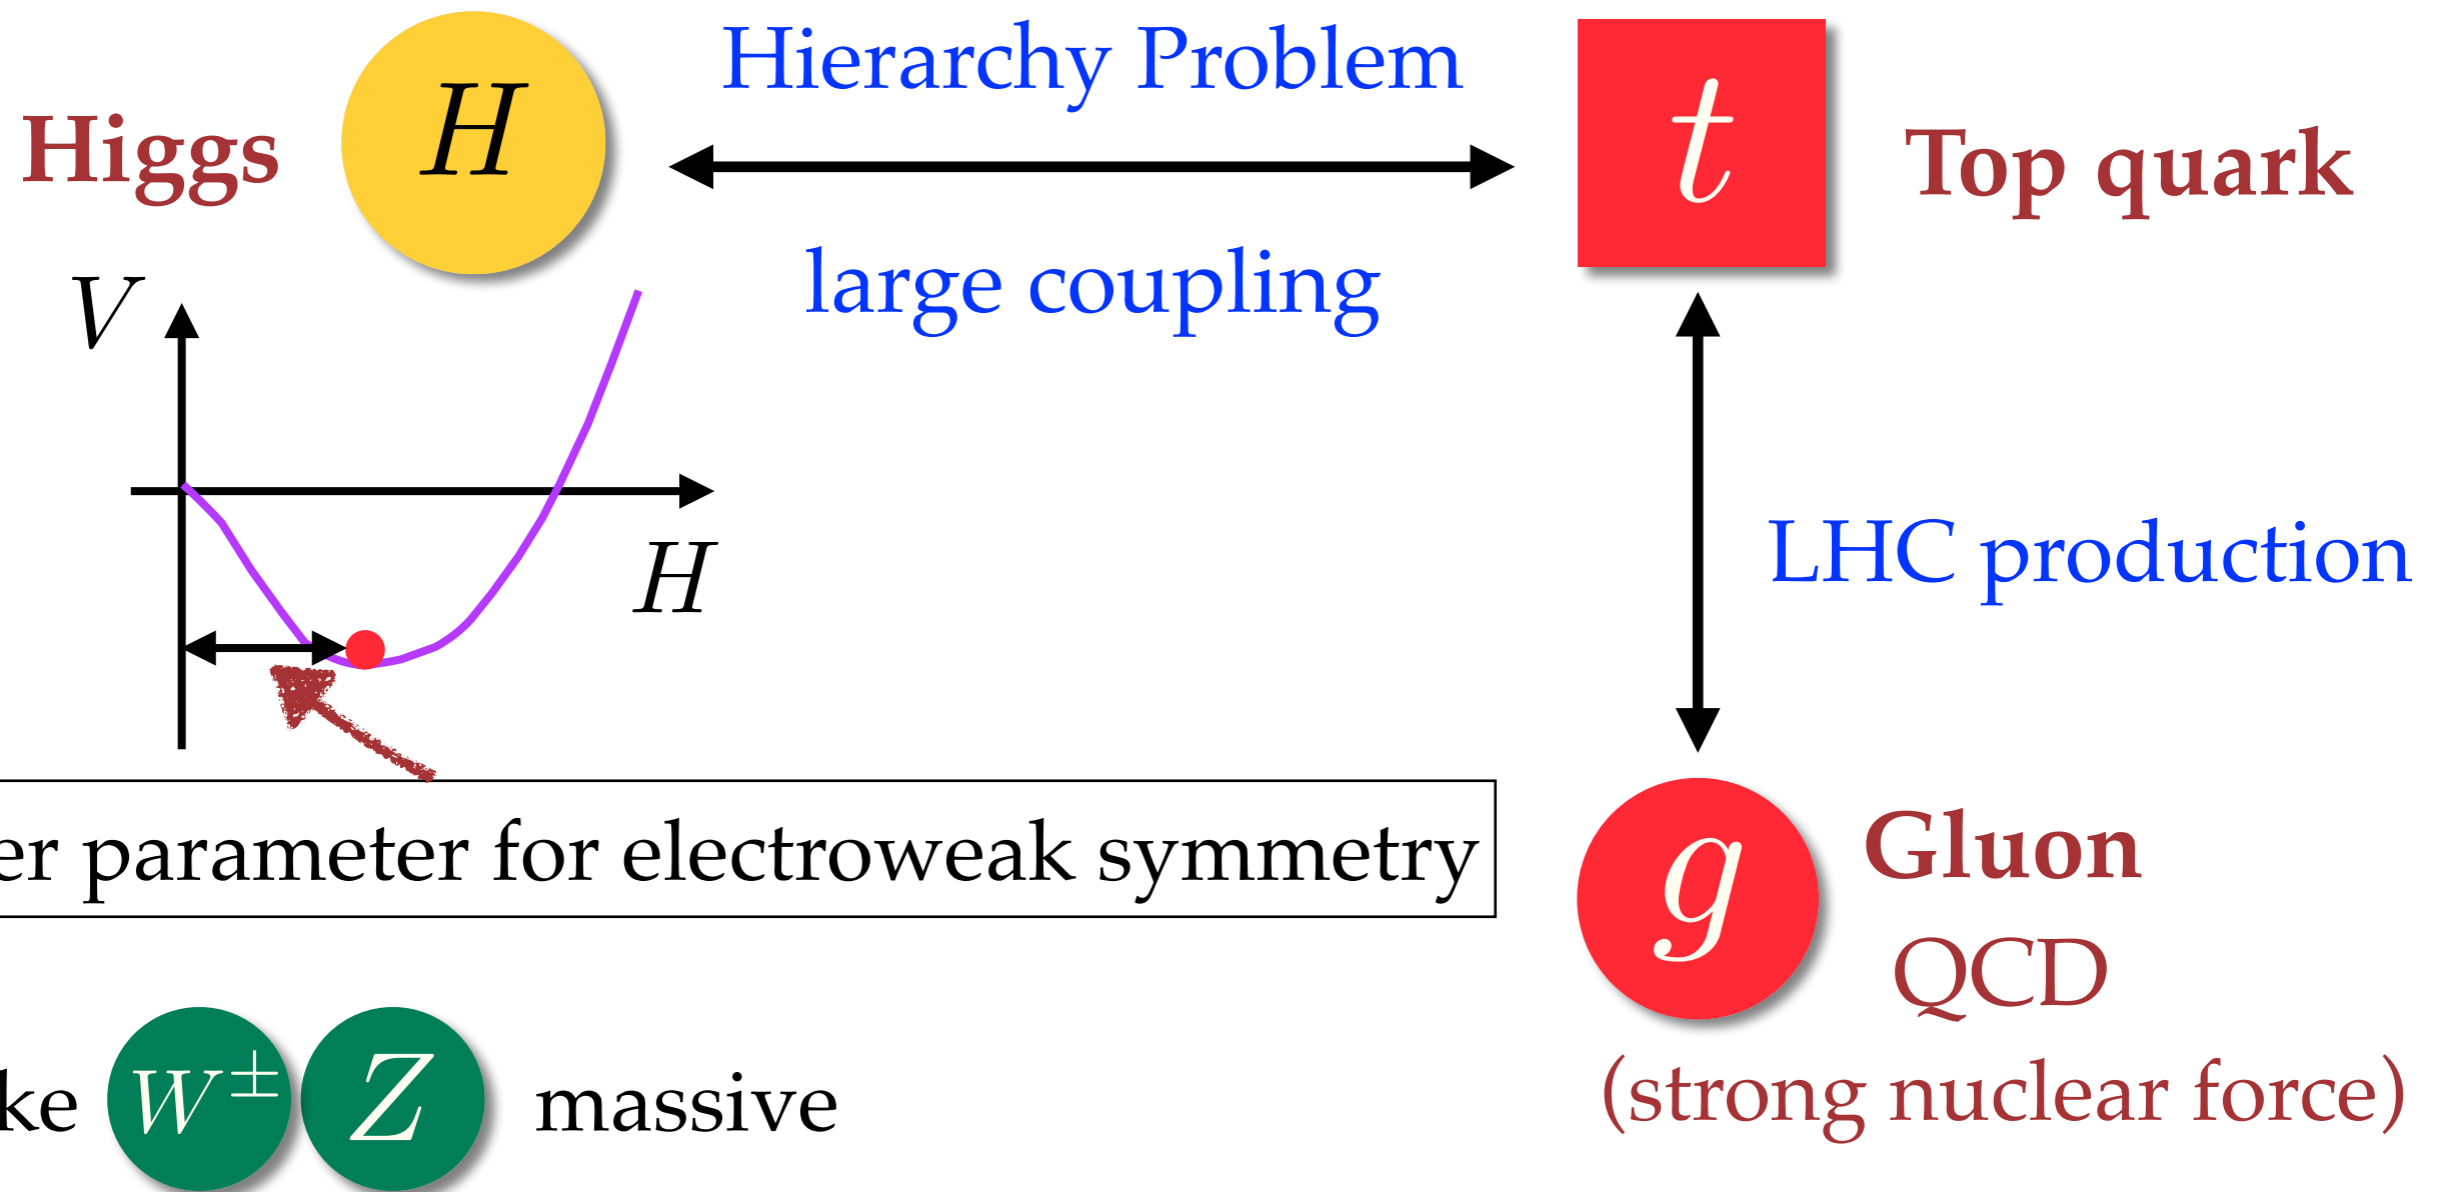 Higgs
H
Hierarchy Problem
large coupling
t
Top quark
V
H
LHC production
er parameter for electroweak symmetry
g
Gluon
QCD
(strong nuclear force)
ke W± Z massive